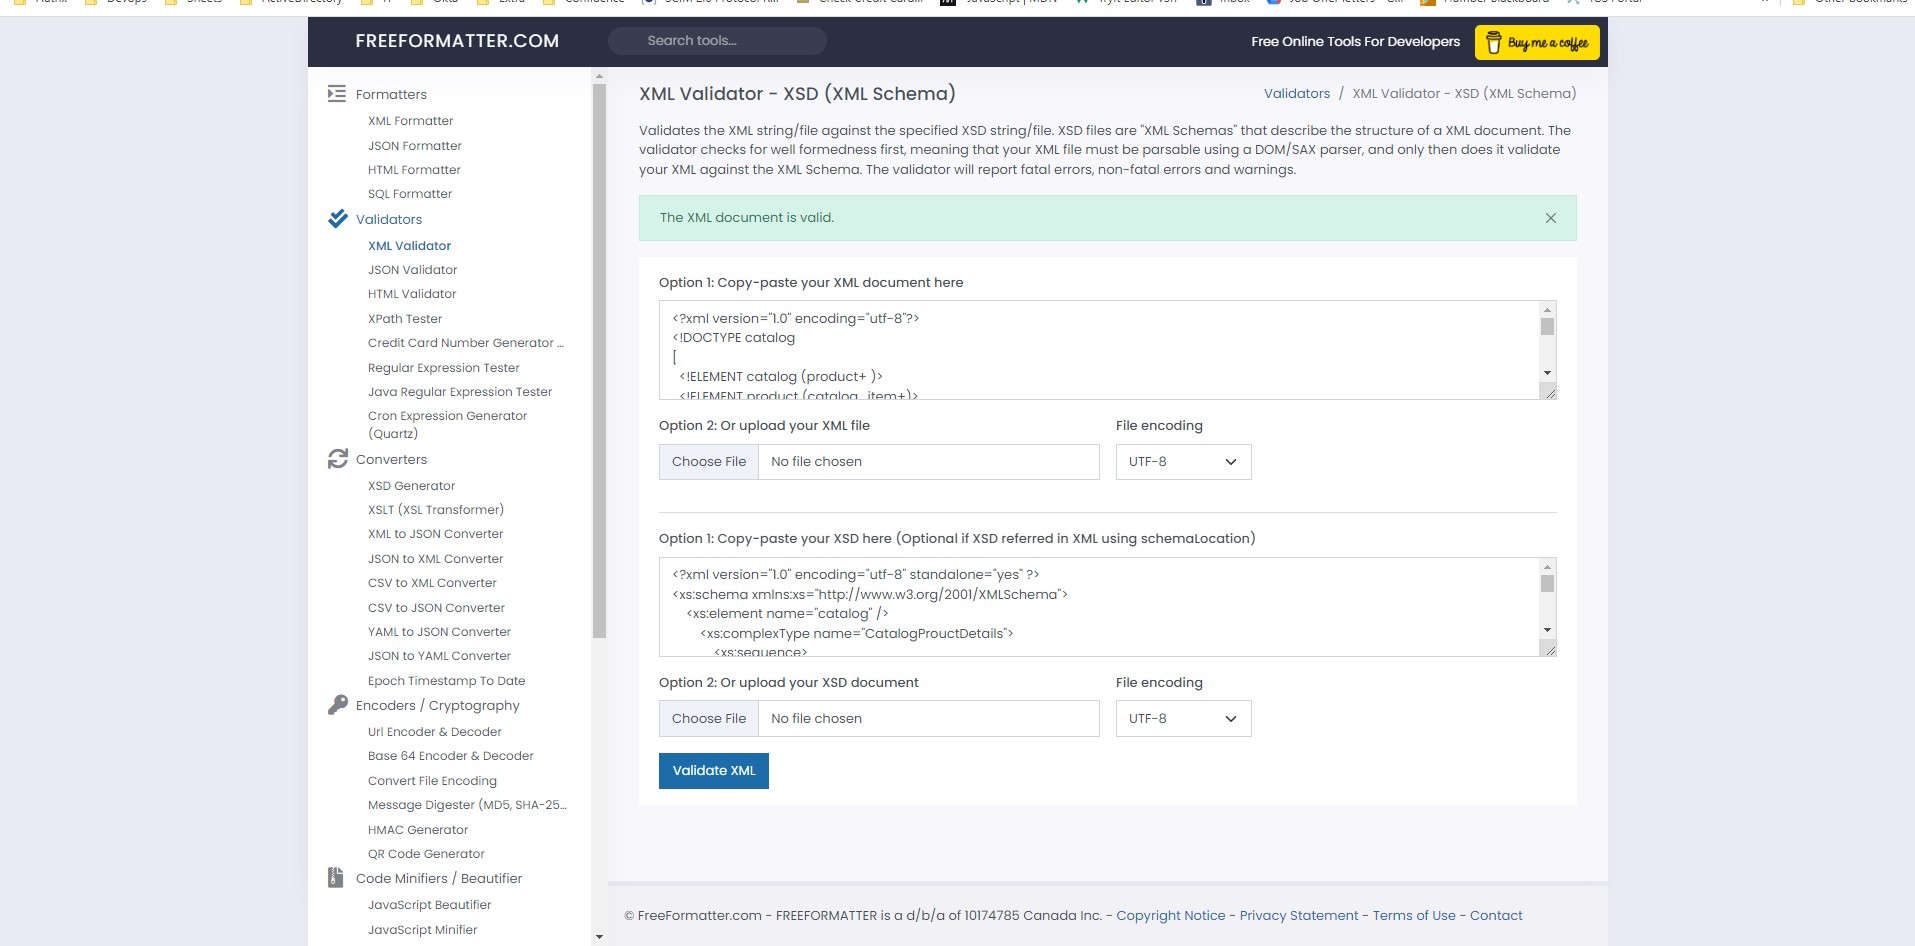 FREEFORMATTER.COM
Search tools...
Free Online Tools For Developers
Buy me a coffee
Formatters
XML Formatter
JSON Formatter
HTML Formatter
SQL Formatter
Validators
XML Validator
JSON Validator
HTML Validator
XPath Tester
Credit Card Number Generator ...
Regular Expression Tester
Java Regular Expression Tester
Cron Expression Generator
(Quartz)
Converters
XSD Generator
XSLT (XSL Transformer)
XML to JSON Converter
JSON to XML Converter
CSV to XML Converter
CSV to JSON Converter
YAML to JSON Converter
JSON to YAML Converter
Epoch Timestamp To Date
Encoders / Cryptography
Url Encoder & Decoder
Base 64 Encoder & Decoder
Convert File Encoding
Message Digester (MD5, SHA-25...
HMAC Generator
QR Code Generator
Code Minifiers / Beautifier
JavaScript Beautifier
JavaScript Minifier
XML Validator - XSD (XML Schema)
Validators / XML Validator - XSD (XML Schema)
Validates the XML string/file against the specified XSD string/file. XSD files are "XML Schemas" that describe the structure of a XML document. The
validator checks for well formedness first, meaning that your XML file must be parsable using a DOM/SAX parser, and only then does it validate
your XML against the XML Schema. The validator will report fatal errors, non-fatal errors and warnings.
The XML document is valid.
Option 1: Copy-paste your XML document here
<?xml version="1.0" encoding="utf-8"?>
<!DOCTYPE catalog
[
<!ELEMENT catalog (product+ )>
<!ELEMENT product (catalog_item+)>
Option 2: Or upload your XML file
File encoding
Choose File No file chosen
UTF-8
Option 1: Copy-paste your XSD here (Optional if XSD referred in XML using schemaLocation)
<?xml version="1.0" encoding="utf-8" standalone="yes" ?>
<xs:schema xmlns:xs="http://www.w3.org/2001/XMLSchema">
<xs:element name="catalog" />
<xs:complexType name="CatalogProuctDetails">
<xs:sequence>
Option 2: Or upload your XSD document
File encoding
Choose File No file chosen
UTF-8
Validate XML
© FreeFormatter.com - FREEFORMATTER is a d/b/a of 10174785 Canada Inc. - Copyright Notice - Privacy Statement - Terms of Use - Contact